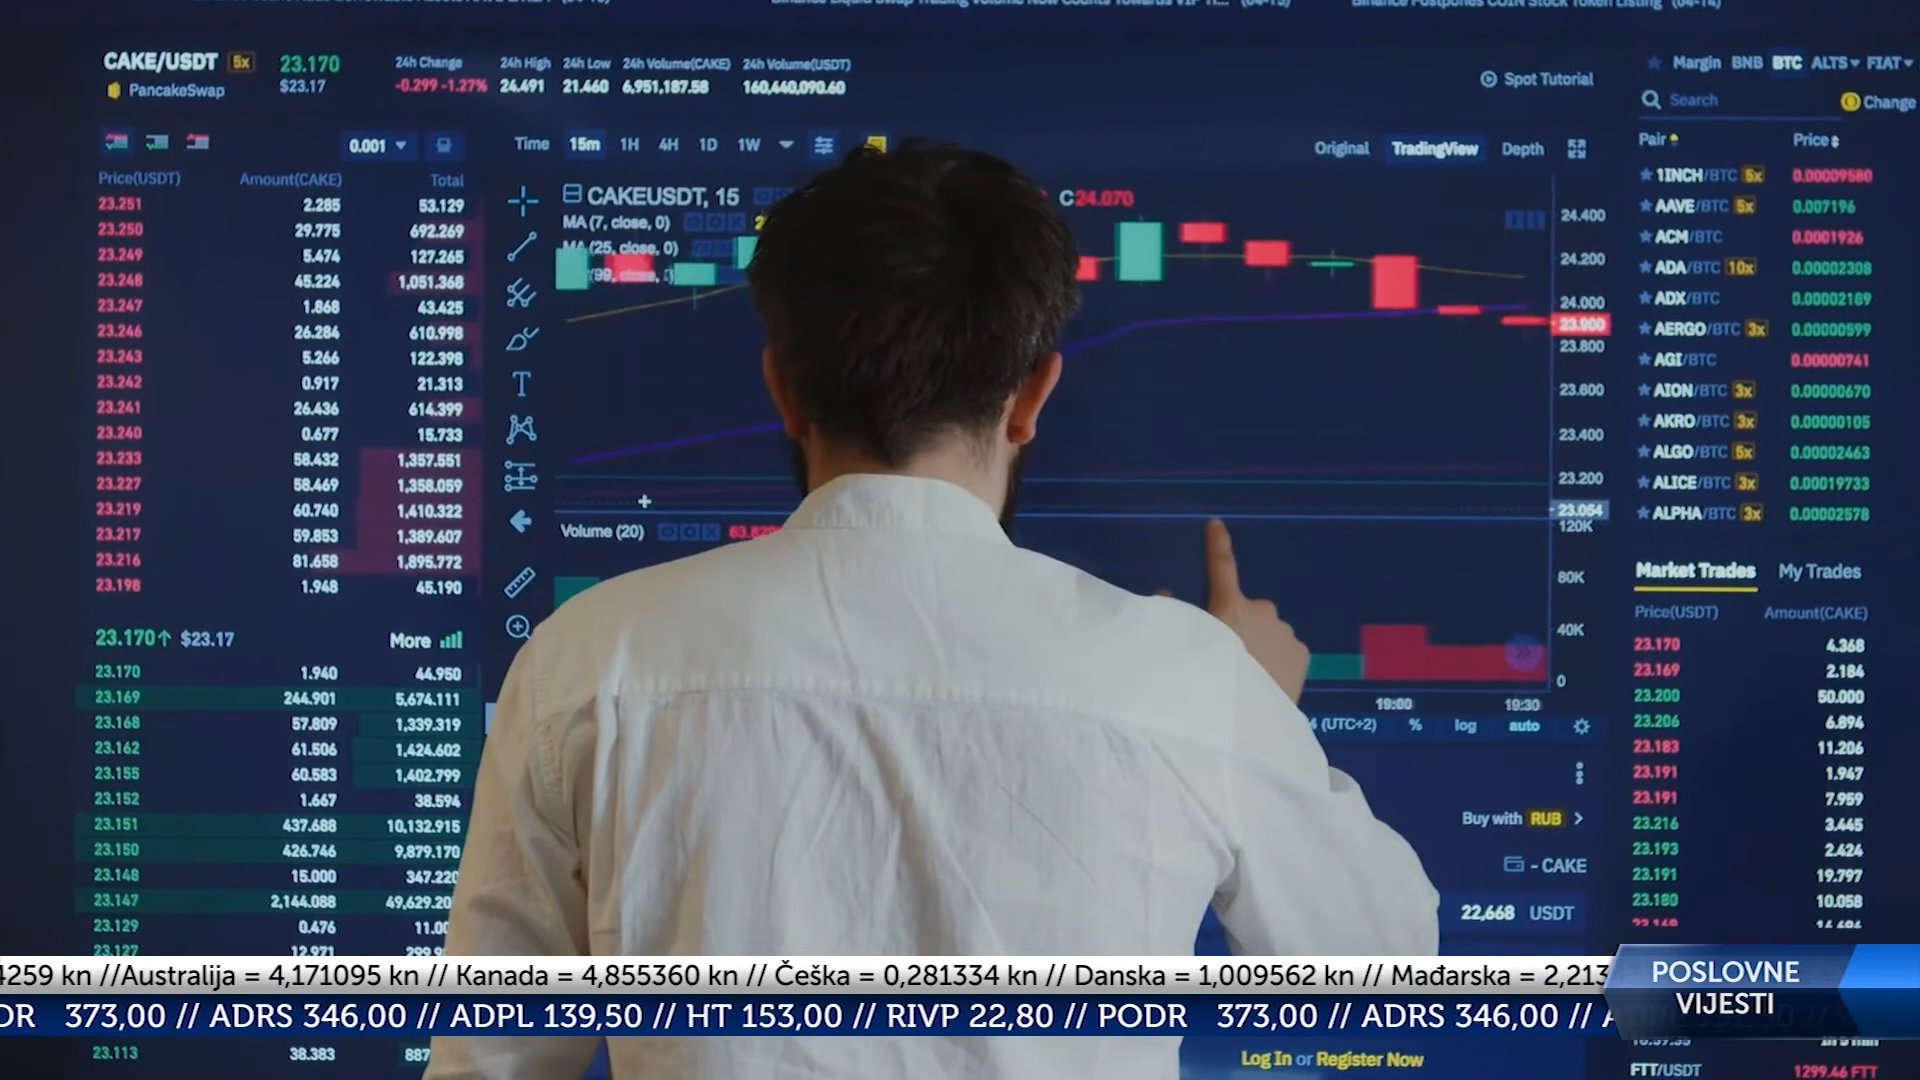 CAKE/USDT 5x 23.170
PancakeSwap $23.17
24h Change 24h High 24h Low 24h Volume(CAKE) 24h Volume(USDT)
-0.299 -1.27% 24.491 21.460 6,951,187.58 160,440,090.60
Spot Tutorial
Margin BNB BTC ALTS FIAT
Search Change
0.001
Time 15m 1H 4H 1D 1W
Original TradingView Depth
Pair Price
Price(USDT) Amount(CAKE) Total
23.251 2.285 53.129
23.250 29.775 692.269
23.249 5.474 127.265
23.248 45.224 1,051.368
23.247 1.868 43.425
23.246 26.284 610.998
23.243 5.266 122.398
23.242 0.917 21.313
23.241 26.436 614.399
23.240 0.677 15.733
23.233 58.432 1,357.551
23.227 58.469 1,358.059
23.219 60.740 1,410.322
23.217 59.853 1,389.607
23.216 81.658 1,895.772
23.198 1.948 45.190
23.170↑ $23.17 More
23.170 1.940 44.950
23.169 244.901 5,674.111
23.168 57.809 1,339.319
23.162 61.506 1,424.602
23.155 60.583 1,402.799
23.152 1.667 38.594
23.151 437.688 10,132.915
23.150 426.746 9,879.170
23.148 15.000 347.220
23.147 2,144.088 49,629.20
23.129 0.476 11.00
23.127 12.971 299.9
23.113 38.383 887
CAKEUSDT, 15 C24.070
MA (7, close, 0)
MA (25, close, 0)
(99, close, 
Volume (20)
24.400
24.200
24.000
23.900
23.800
23.600
23.400
23.200
23.054
120K
80K
40K
0
19:00 19:30
(UTC+2) % log auto
Buy with RUB
- CAKE
22,668 USDT
Log In or Register Now
1INCH/BTC 5x 0.00009580
AAVE/BTC 5x 0.007196
ACM/BTC 0.0001926
ADA/BTC 10x 0.00002308
ADX/BTC 0.00002189
AERGO/BTC 3x 0.00000599
AGI/BTC 0.00000741
AION/BTC 3x 0.00000670
AKRO/BTC 3x 0.00000105
ALGO/BTC 5x 0.00002463
ALICE/BTC 3x 0.00019733
ALPHA/BTC 3x 0.00002578
Market Trades My Trades
Price(USDT) Amount(CAKE)
23.170 4.368
23.169 2.184
23.200 50.000
23.206 6.894
23.183 11.206
23.191 1.947
23.191 7.959
23.216 3.445
23.193 2.424
23.191 19.797
23.180 10.058
FTT/USDT 1299.46 FTT
4259 kn //Australija = 4,171095 kn // Kanada = 4,855360 kn // Češka = 0,281334 kn // Danska = 1,009562 kn // Mađarska = 2,213
DR 373,00 // ADRS 346,00 // ADPL 139,50 // HT 153,00 // RIVP 22,80 // PODR 373,00 // ADRS 346,00 //
POSLOVNE
VIJESTI